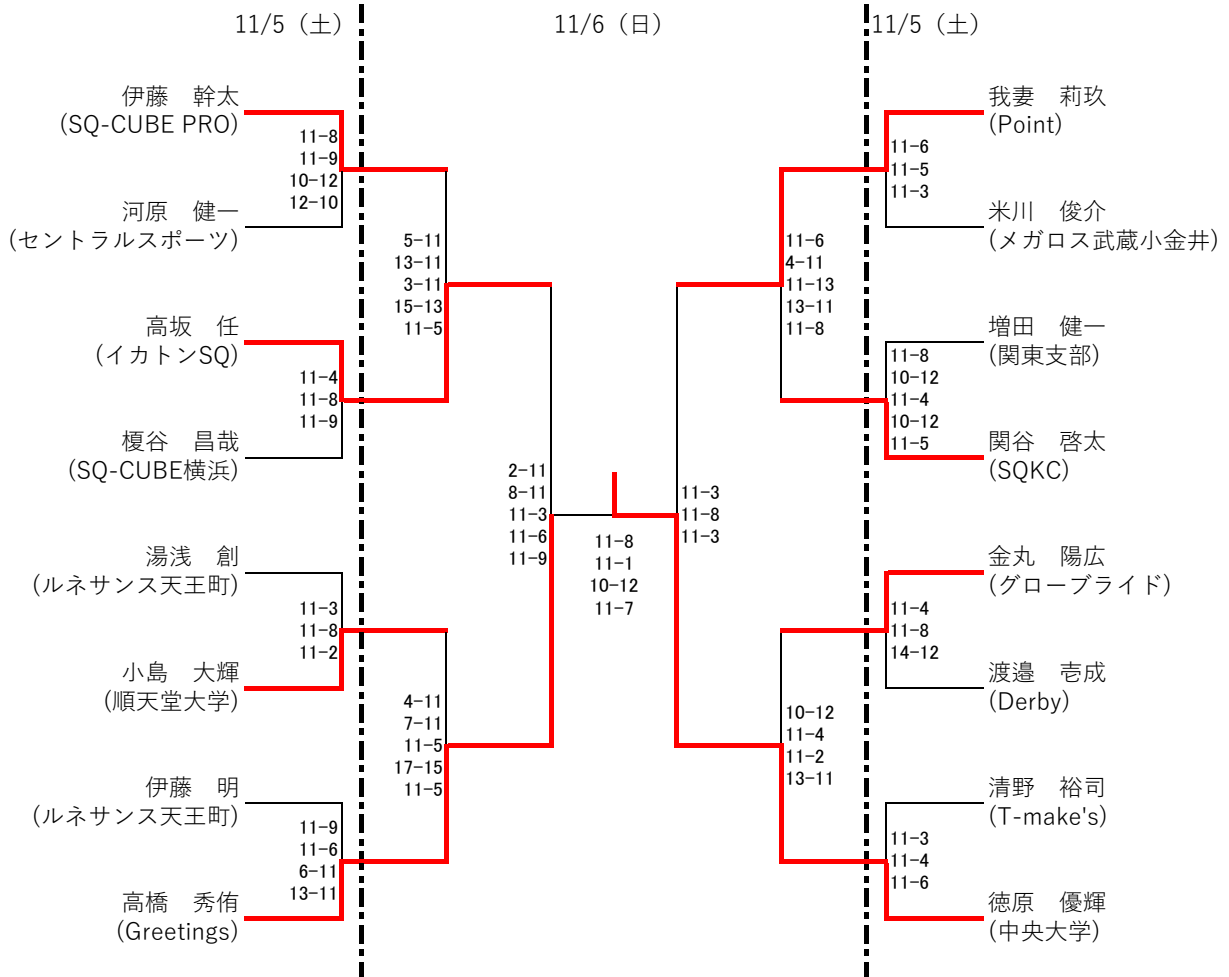 11/5（土）
11/6（日）
11/5（土）
伊藤　幹太
(SQ-CUBE PRO)
11-8
11-9
10-12
12-10
河原　健一
(セントラルスポーツ)
5-11
13-11
3-11
15-13
11-5
高坂　任
(イカトンSQ)
11-4
11-8
11-9
榎谷　昌哉
(SQ-CUBE横浜)
2-11
8-11
11-3
11-6
11-9
湯浅　創
(ルネサンス天王町)
11-3
11-8
11-2
小島　大輝
(順天堂大学)
4-11
7-11
11-5
17-15
11-5
伊藤　明
(ルネサンス天王町)
11-9
11-6
6-11
13-11
高橋　秀侑
(Greetings)
11-8
11-1
10-12
11-7
我妻　莉玖
(Point)
11-6
11-5
11-3
米川　俊介
(メガロス武蔵小金井)
11-6
4-11
11-13
13-11
11-8
増田　健一
(関東支部)
11-8
10-12
11-4
10-12
11-5
関谷　啓太
(SQKC)
11-3
11-8
11-3
金丸　陽広
(グローブライド)
11-4
11-8
14-12
渡邉　壱成
(Derby)
10-12
11-4
11-2
13-11
清野　裕司
(T-make's)
11-3
11-4
11-6
徳原　優輝
(中央大学)